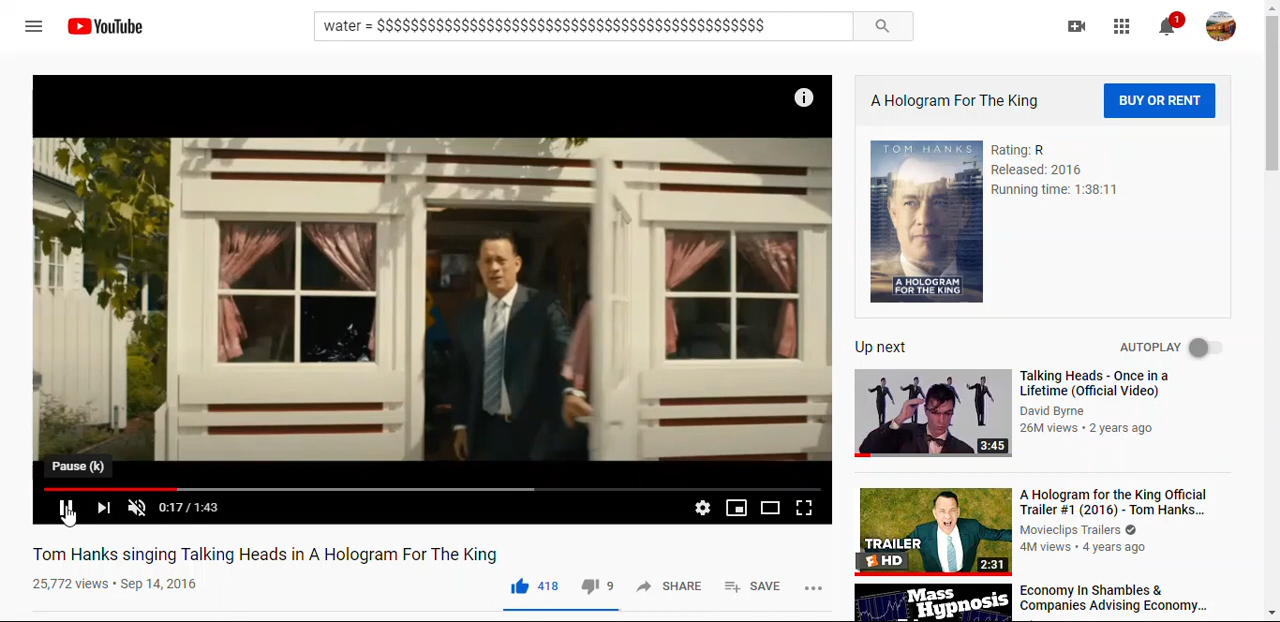 YouTube
water = $$$$$$$$$$$$$$$$$$$$$$$$$$$$$$$$$$$$$$$$$$$$$$$
1
Pause (k)
0:17 / 1:43
Tom Hanks singing Talking Heads in A Hologram For The King
25,772 views • Sep 14, 2016
418
9
SHARE
SAVE
A Hologram For The King
BUY OR RENT
TOM HANKS
A HOLOGRAM
FOR THE KING
Rating: R
Released: 2016
Running time: 1:38:11
Up next
AUTOPLAY
3:45
Talking Heads - Once in a
Lifetime (Official Video)
David Byrne
26M views • 2 years ago
TRAILER
HD
2:31
A Hologram for the King Official
Trailer #1 (2016) - Tom Hanks...
Movieclips Trailers
4M views • 4 years ago
Mass
Hypnosis
Economy In Shambles &
Companies Advising Economy...